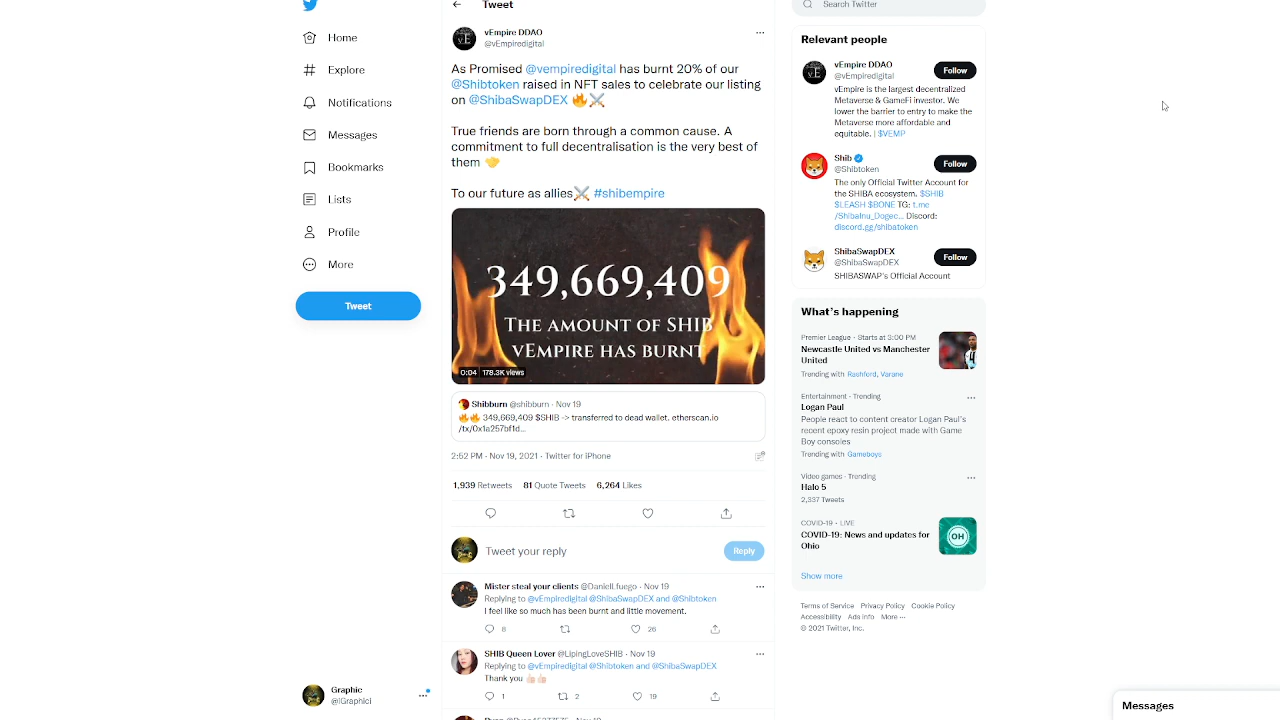 Home
Explore
Notifications
Messages
Bookmarks
Lists
Profile
More
Tweet
Graphic
@iGraphicl
Tweet
vEmpire DDAO
@vEmpiredigital
As Promised @vempiredigital has burnt 20% of our
@Shibtoken raised in NFT sales to celebrate our listing
on @ShibaSwapDEX 🔥⚔️
True friends are born through a common cause. A
commitment to full decentralisation is the very best of
them 🤝
To our future as allies⚔️ #shibempire
349,669,409
THE AMOUNT OF SHIB
VEMPIRE HAS BURNT
0:04 178.3K views
Shibburn @shibburn · Nov 19
🔥🔥 349,669,409 $SHIB -> transferred to dead wallet. etherscan.io
/tx/0x1a257bf1d...
2:52 PM · Nov 19, 2021 · Twitter for iPhone
1,939 Retweets 81 Quote Tweets 6,264 Likes
Tweet your reply
Reply
Mister steal your clients @DanielLfuego · Nov 19
Replying to @vEmpiredigital @ShibaSwapDEX and @Shibtoken
I feel like so much has been burnt and little movement.
8 26
SHIB Queen Lover @LipingLoveSHIB · Nov 19
Replying to @vEmpiredigital @Shibtoken and @ShibaSwapDEX
Thank you 👍🏻👍🏻
1 2 19
Search Twitter
Relevant people
vEmpire DDAO
@vEmpiredigital
Follow
vEmpire is the largest decentralized
Metaverse & GameFi investor. We
lower the barrier to entry to make the
Metaverse more affordable and
equitable. | $VEMP
Shib
@Shibtoken
Follow
The only Official Twitter Account for
the SHIBA ecosystem. $SHIB
$LEASH $BONE TG: t.me
/ShibaInu_Dogec... Discord:
discord.gg/shibatoken
ShibaSwapDEX
@ShibaSwapDEX
Follow
SHIBASWAP's Official Account
What's happening
Premier League · Starts at 3:00 PM
Newcastle United vs Manchester
United
Trending with Rashford, Varane
Entertainment · Trending
Logan Paul
People react to content creator Logan Paul's
recent epoxy resin project made with Game
Boy consoles
Trending with Gameboys
Video games · Trending
Halo 5
2,337 Tweets
COVID-19 · LIVE
COVID-19: News and updates for
Ohio
OH
Show more
Terms of Service Privacy Policy Cookie Policy
Accessibility Ads info More ···
© 2021 Twitter, Inc.
Messages